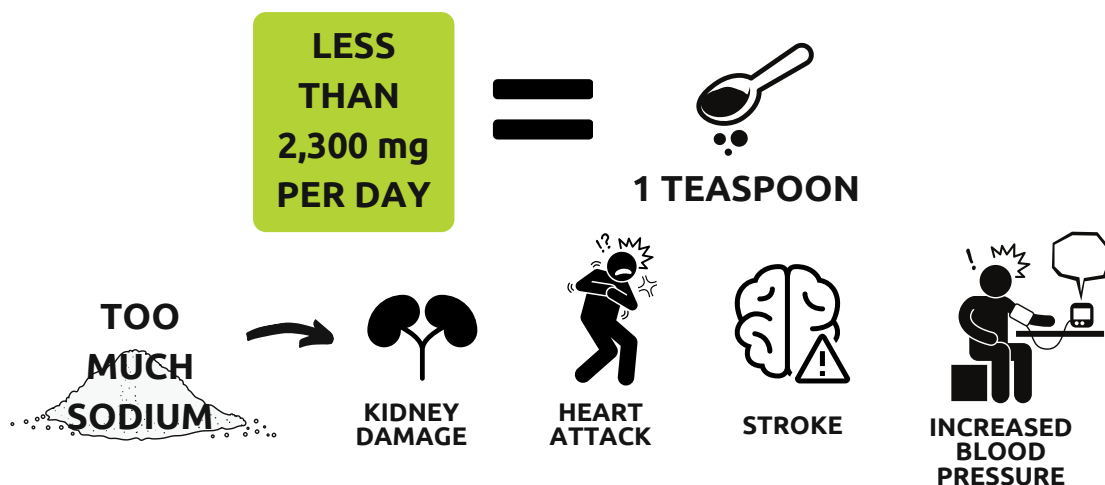 LESS
THAN
2,300 mg
PER DAY
1 TEASPOON
!?
!
TOO
MUCH
SODIUM
KIDNEY
DAMAGE
HEART
ATTACK
STROKE
INCREASED
BLOOD
PRESSURE